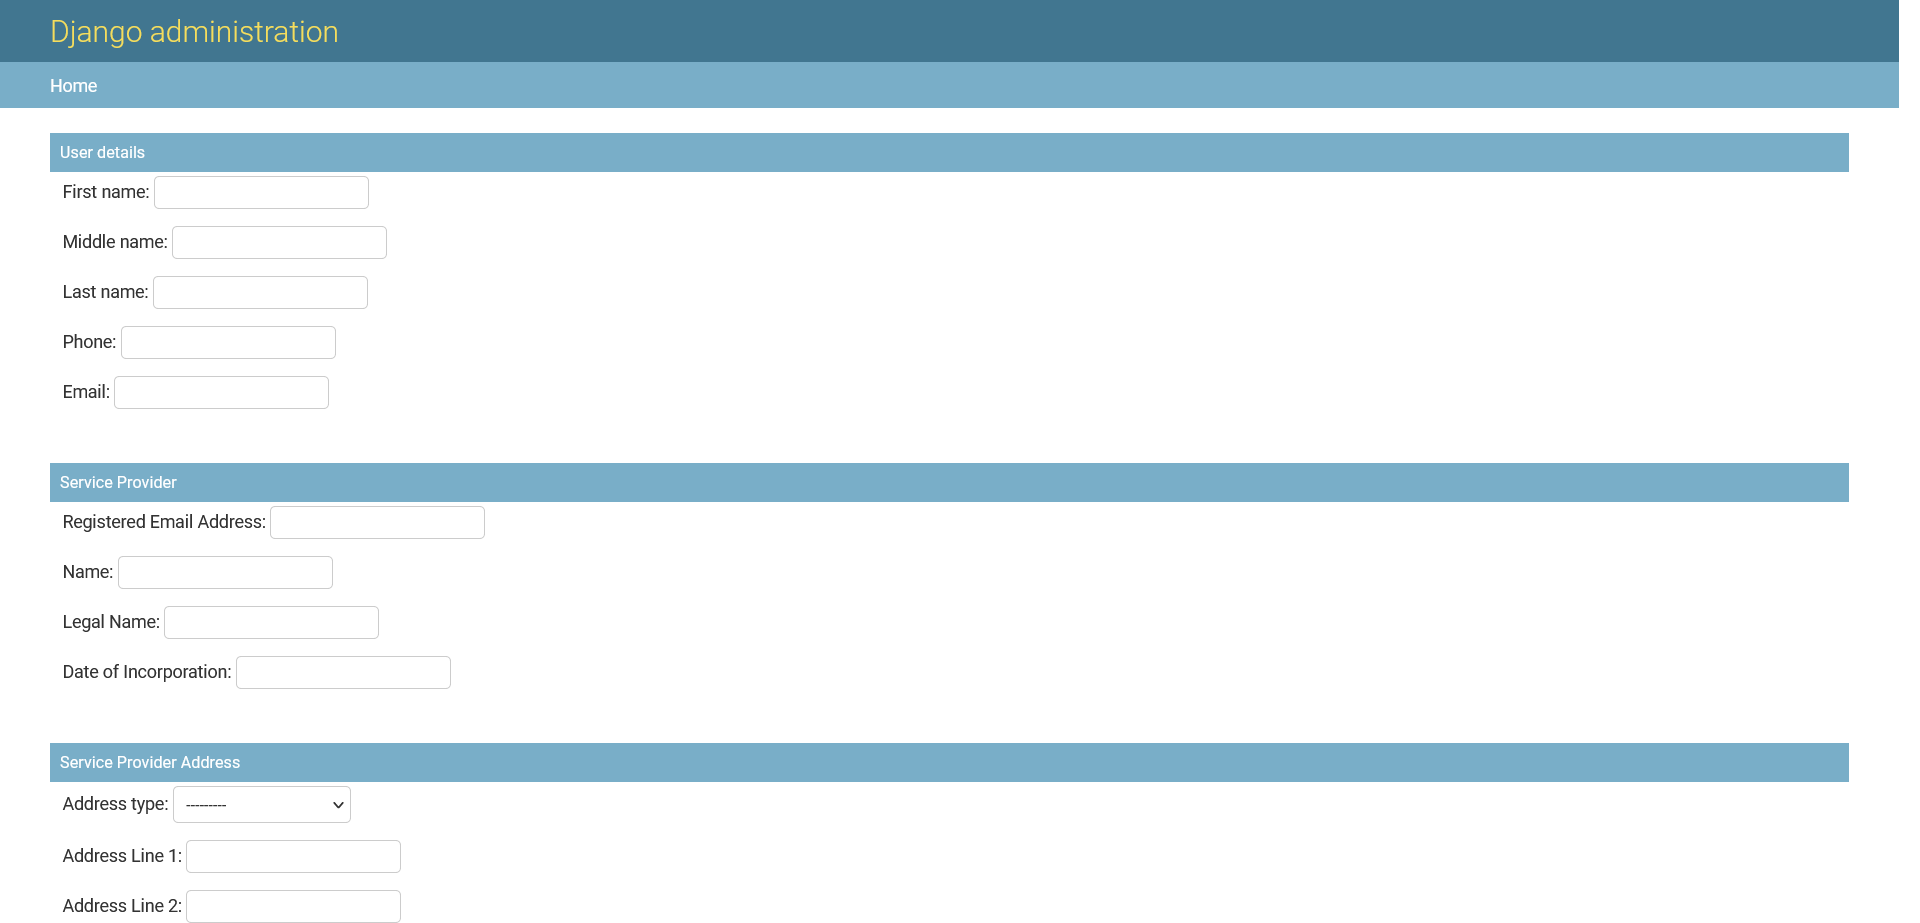 Django administration
Home
User details
First name:
Middle name:
Last name:
Phone:
Email:
Service Provider
Registered Email Address:
Name:
Legal Name:
Date of Incorporation:
Service Provider Address
Address type: ---------
Address Line 1:
Address Line 2: